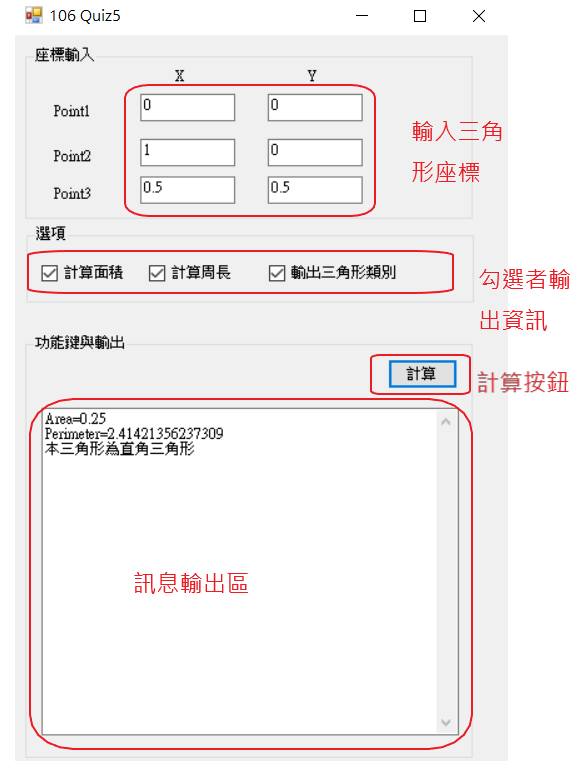 106 Quiz5
座標輸入
X Y
Point1 0 0
Point2 1 0
Point3 0.5 0.5
輸入三角
形座標
選項
計算面積 計算周長 輸出三角形類別
勾選者輸
出資訊
功能鍵與輸出
計算
計算按鈕
Area=0.25
Perimeter=2.41421356237309
本三角形為直角三角形
訊息輸出區